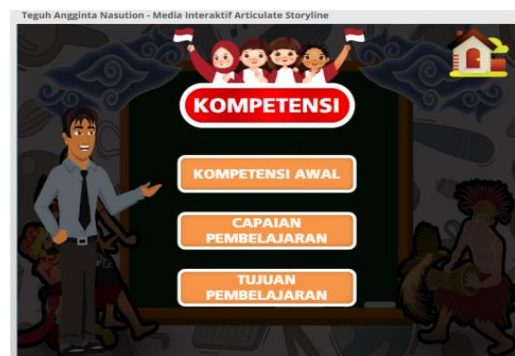 Teguh Angginta Nasution - Media Interaktif Articulate Storyline
KOMPETENSI
KOMPETENSI AWAL
CAPAIAN
PEMBELAJARAN
TUJUAN
PEMBELAJARAN